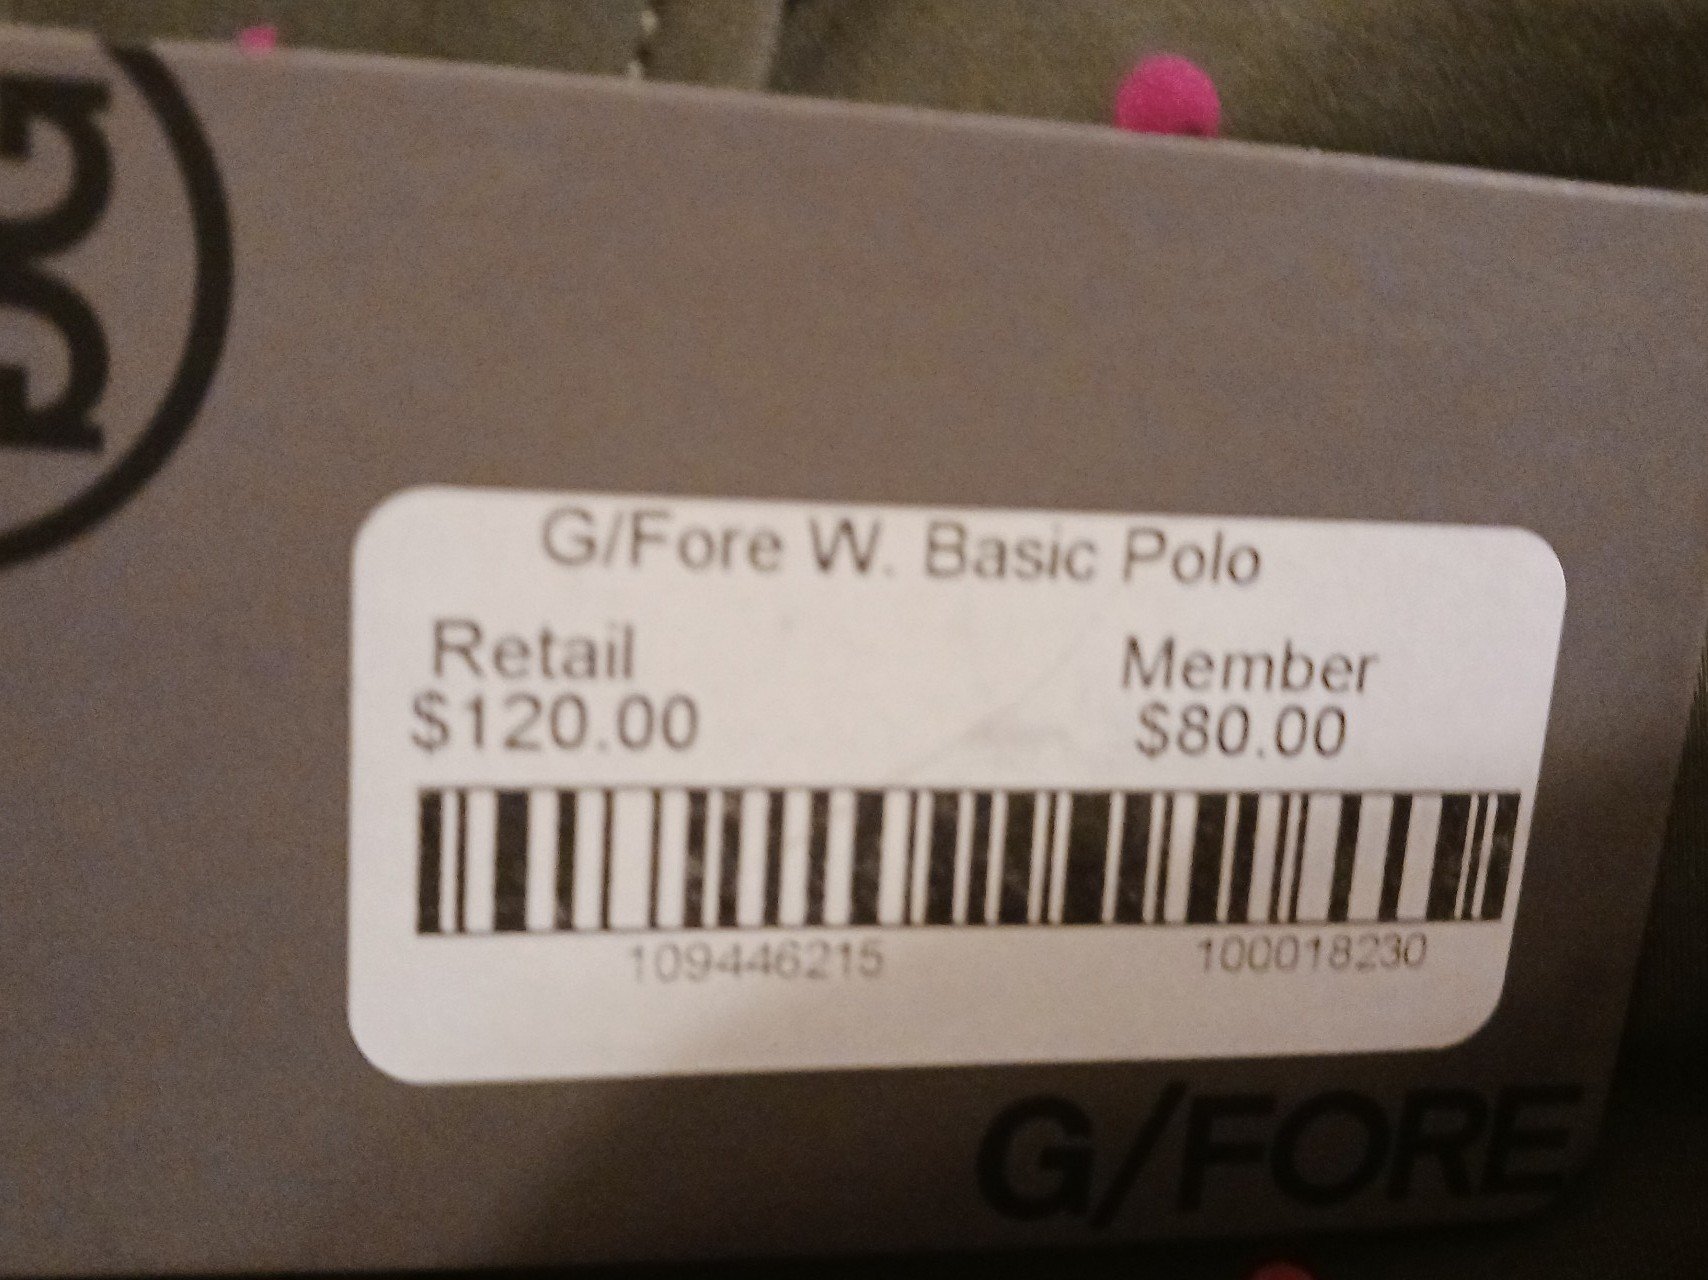 G/Fore W. Basic Polo
Retail Member
$120.00 $80.00
109446215 100018230
G/FORE